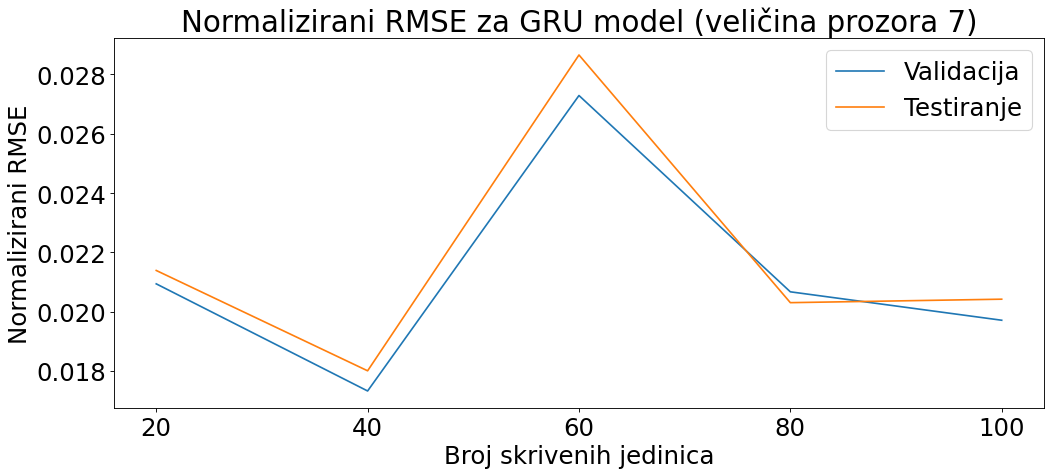 Normalizirani RMSE za GRU model (veličina prozora 7)
Validacija
Testiranje
Normalizirani RMSE
0.028
0.026
0.024
0.022
0.020
0.018
20 40 60 80 100
Broj skrivenih jedinica